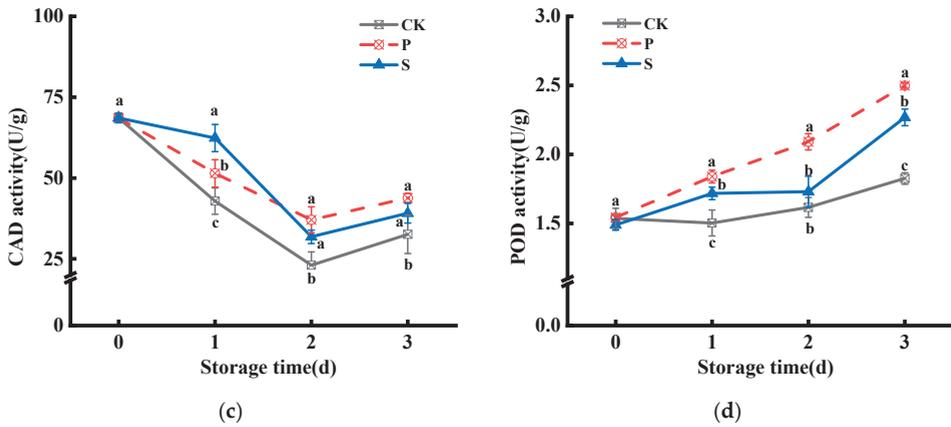 CAD activity(U/g)
100
75
50
25
0
CK
P
S
a
a
b
c
a
a
b
a
a
b
0 1 2 3
Storage time(d)
(c)
POD activity(U/g)
3.0
2.5
2.0
1.5
0.0
CK
P
S
a
a
b
c
a
b
b
a
b
c
0 1 2 3
Storage time(d)
(d)